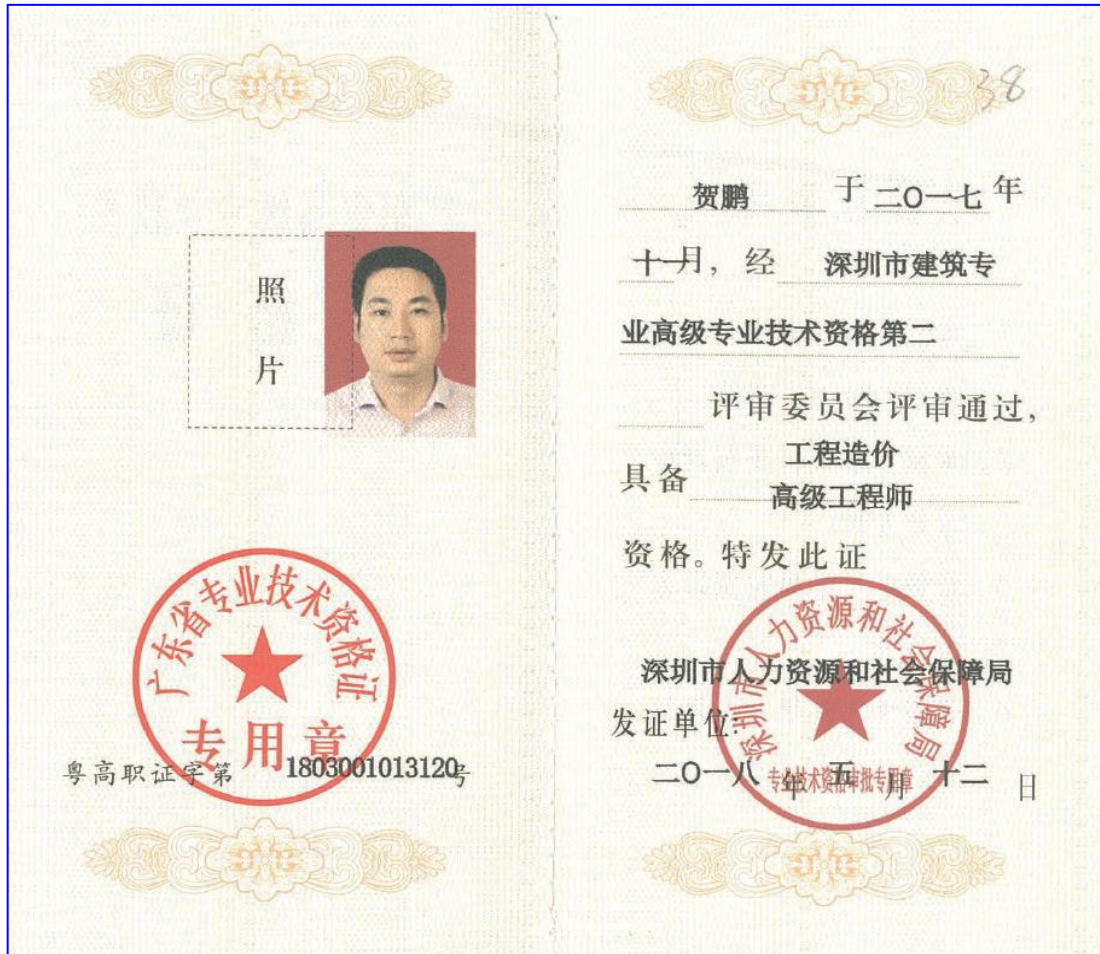 照
片
广东省专业技术资格证
专用章
粤高职证字第 1803001013120号
38
贺鹏 于 二〇一七 年
十一月，经 深圳市建筑专
业高级专业技术资格第二
评审委员会评审通过，
工程造价
具备
高级工程师
资格。特发此证
深圳市人力资源和社会保障局
深圳市人力资源和社会保障局
发证单位：
二〇一八 年 五 月 十二 日
专业技术资格审批专用章